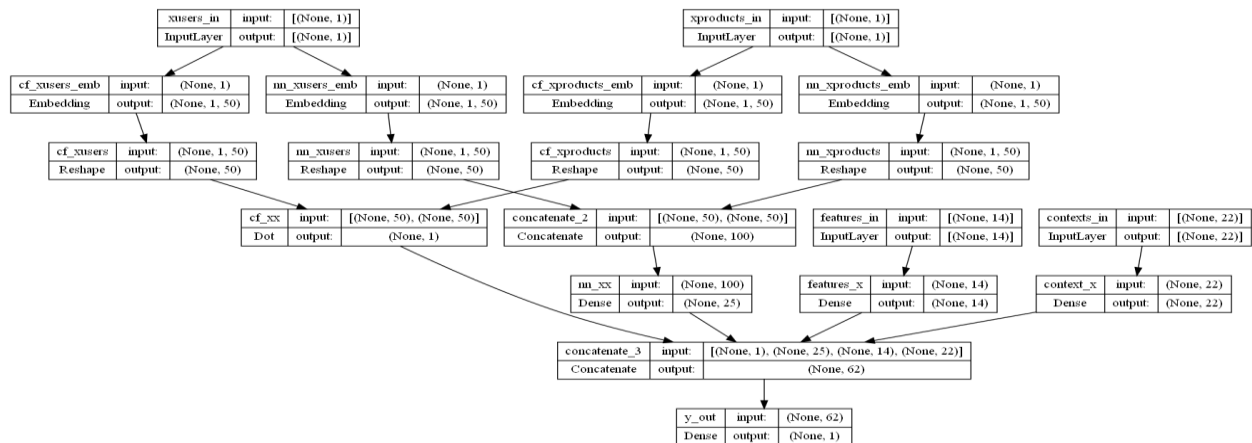 xusers_in input: [(None, 1)]
InputLayer output: [(None, 1)]
xproducts_in input: [(None, 1)]
InputLayer output: [(None, 1)]
cf_xusers_emb input: (None, 1)
Embedding output: (None, 1, 50)
nn_xusers_emb input: (None, 1)
Embedding output: (None, 1, 50)
cf_xproducts_emb input: (None, 1)
Embedding output: (None, 1, 50)
nn_xproducts_emb input: (None, 1)
Embedding output: (None, 1, 50)
cf_xusers input: (None, 1, 50)
Reshape output: (None, 50)
nn_xusers input: (None, 1, 50)
Reshape output: (None, 50)
cf_xproducts input: (None, 1, 50)
Reshape output: (None, 50)
nn_xproducts input: (None, 1, 50)
Reshape output: (None, 50)
cf_xx input: [(None, 50), (None, 50)]
Dot output: (None, 1)
concatenate_2 input: [(None, 50), (None, 50)]
Concatenate output: (None, 100)
features_in input: [(None, 14)]
InputLayer output: [(None, 14)]
contexts_in input: [(None, 22)]
InputLayer output: [(None, 22)]
nn_xx input: (None, 100)
Dense output: (None, 25)
features_x input: (None, 14)
Dense output: (None, 14)
context_x input: (None, 22)
Dense output: (None, 22)
concatenate_3 input: [(None, 1), (None, 25), (None, 14), (None, 22)]
Concatenate output: (None, 62)
y_out input: (None, 62)
Dense output: (None, 1)